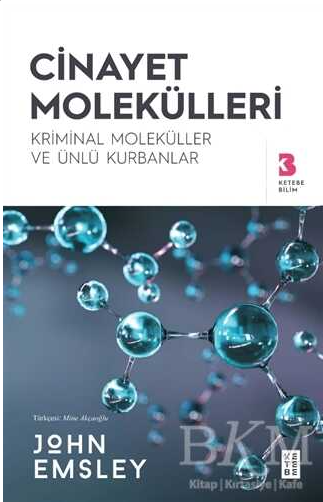 CİNAYET
MOLEKÜLLERİ
KRİMİNAL MOLEKÜLLER
VE ÜNLÜ KURBANLAR
KETEBE
BİLİM
Türkçesi: Mine Akçaoğlu
JOHN
EMSLEY
BKM
Kitap | Kırtasiye | Kafe
KETEBE